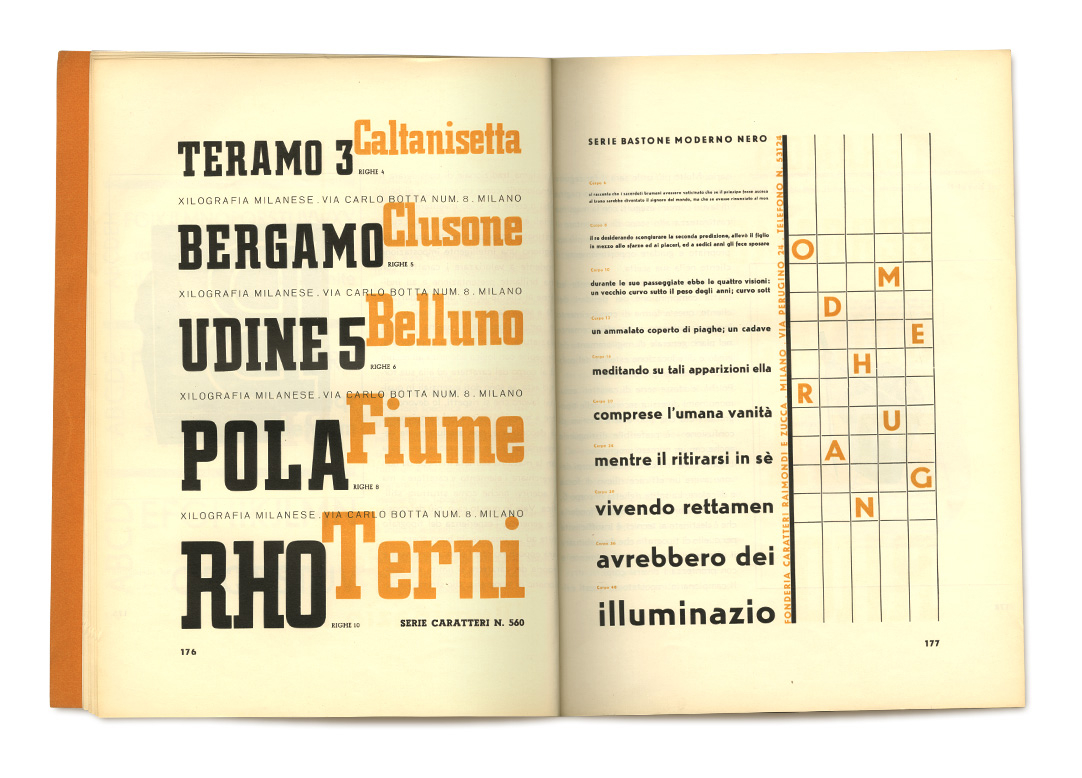 TERAMO 3 Caltanisetta
RIGHE 4
XILOGRAFIA MILANESE . VIA CARLO BOTTA NUM. 8 . MILANO
BERGAMO Clusone
RIGHE 5
XILOGRAFIA MILANESE . VIA CARLO BOTTA NUM. 8 . MILANO
UDINE 5 Belluno
RIGHE 6
XILOGRAFIA MILANESE . VIA CARLO BOTTA NUM. 8 . MILANO
POLA Fiume
RIGHE 8
XILOGRAFIA MILANESE . VIA CARLO BOTTA NUM. 8 . MILANO
RHO Terni
RIGHE 10
SERIE CARATTERI N. 560
176
SERIE BASTONE MODERNO NERO
Corpo 6
si racconta che i sacerdoti bramani avessero vaticinato che se il principe fosse asceso
al trono sarebbe diventato il signore del mondo, ma che se avesse rinunciato al mon
Corpo 8
il re desiderando scongiurare la seconda predizione, allevò il figlio
in mezzo allo sfarzo ed ai piaceri, ed a sedici anni gli fece sposare
Corpo 10
durante le sue passeggiate ebbe le quattro visioni:
un vecchio curvo sutto il peso degli anni; curvo sott
Corpo 12
un ammalato coperto di piaghe; un cadave
Corpo 16
meditando su tali apparizioni ella
Corpo 20
comprese l'umana vanità
Corpo 24
mentre il ritirarsi in sè
Corpo 28
vivendo rettamen
Corpo 36
avrebbero dei
Corpo 48
illuminazio
FONDERIA CARATTERI RAIMONDI E ZUCCA . MILANO VIA PERUGINO 24 . TELEFONO N. 53124
O
M
D
E
H
R
U
A
G
N
177